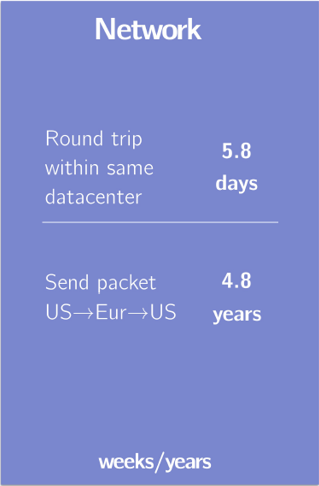 Network
Round trip
within same
datacenter
5.8
days
Send packet
US→Eur→US
4.8
years
weeks/years